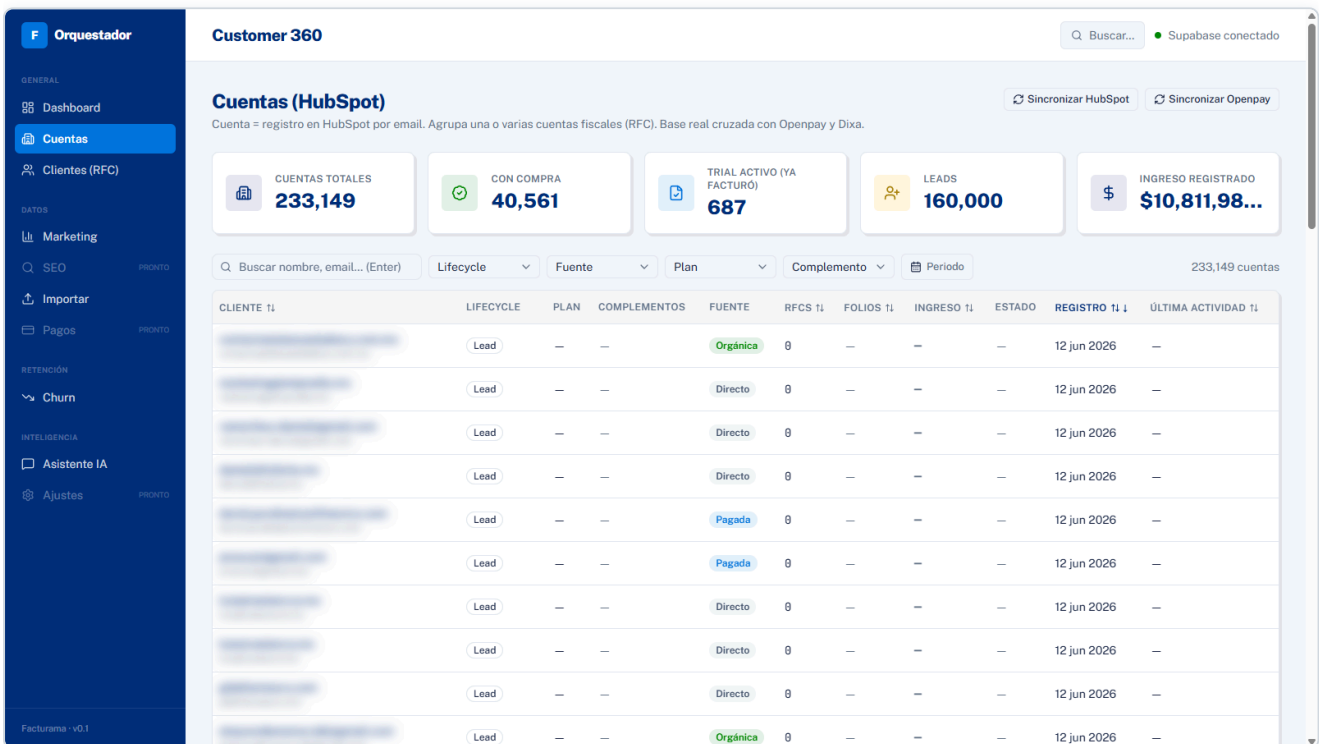 F Orquestador
GENERAL
Dashboard
Cuentas
Clientes (RFC)
DATOS
Marketing
SEO PRONTO
Importar
Pagos PRONTO
RETENCIÓN
Churn
INTELIGENCIA
Asistente IA
Ajustes PRONTO
Facturama · v0.1
Customer 360
Buscar... Supabase conectado
Cuentas (HubSpot)
Sincronizar HubSpot Sincronizar Openpay
Cuenta = registro en HubSpot por email. Agrupa una o varias cuentas fiscales (RFC). Base real cruzada con Openpay y Dixa.
CUENTAS TOTALES
233,149
CON COMPRA
40,561
TRIAL ACTIVO (YA
FACTURÓ)
687
LEADS
160,000
INGRESO REGISTRADO
$10,811,98...
Buscar nombre, email... (Enter) Lifecycle Fuente Plan Complemento Periodo 233,149 cuentas
CLIENTE ↑↓ LIFECYCLE PLAN COMPLEMENTOS FUENTE RFCS ↑↓ FOLIOS ↑↓ INGRESO ↑↓ ESTADO REGISTRO ↑↓ ↓ ÚLTIMA ACTIVIDAD ↑↓
Lead — — Orgánica 0 — — — 12 jun 2026 —
Lead — — Directo 0 — — — 12 jun 2026 —
Lead — — Directo 0 — — — 12 jun 2026 —
Lead — — Directo 0 — — — 12 jun 2026 —
Lead — — Pagada 0 — — — 12 jun 2026 —
Lead — — Pagada 0 — — — 12 jun 2026 —
Lead — — Directo 0 — — — 12 jun 2026 —
Lead — — Directo 0 — — — 12 jun 2026 —
Lead — — Directo 0 — — — 12 jun 2026 —
Lead — — Orgánica 0 — — — 12 jun 2026 —